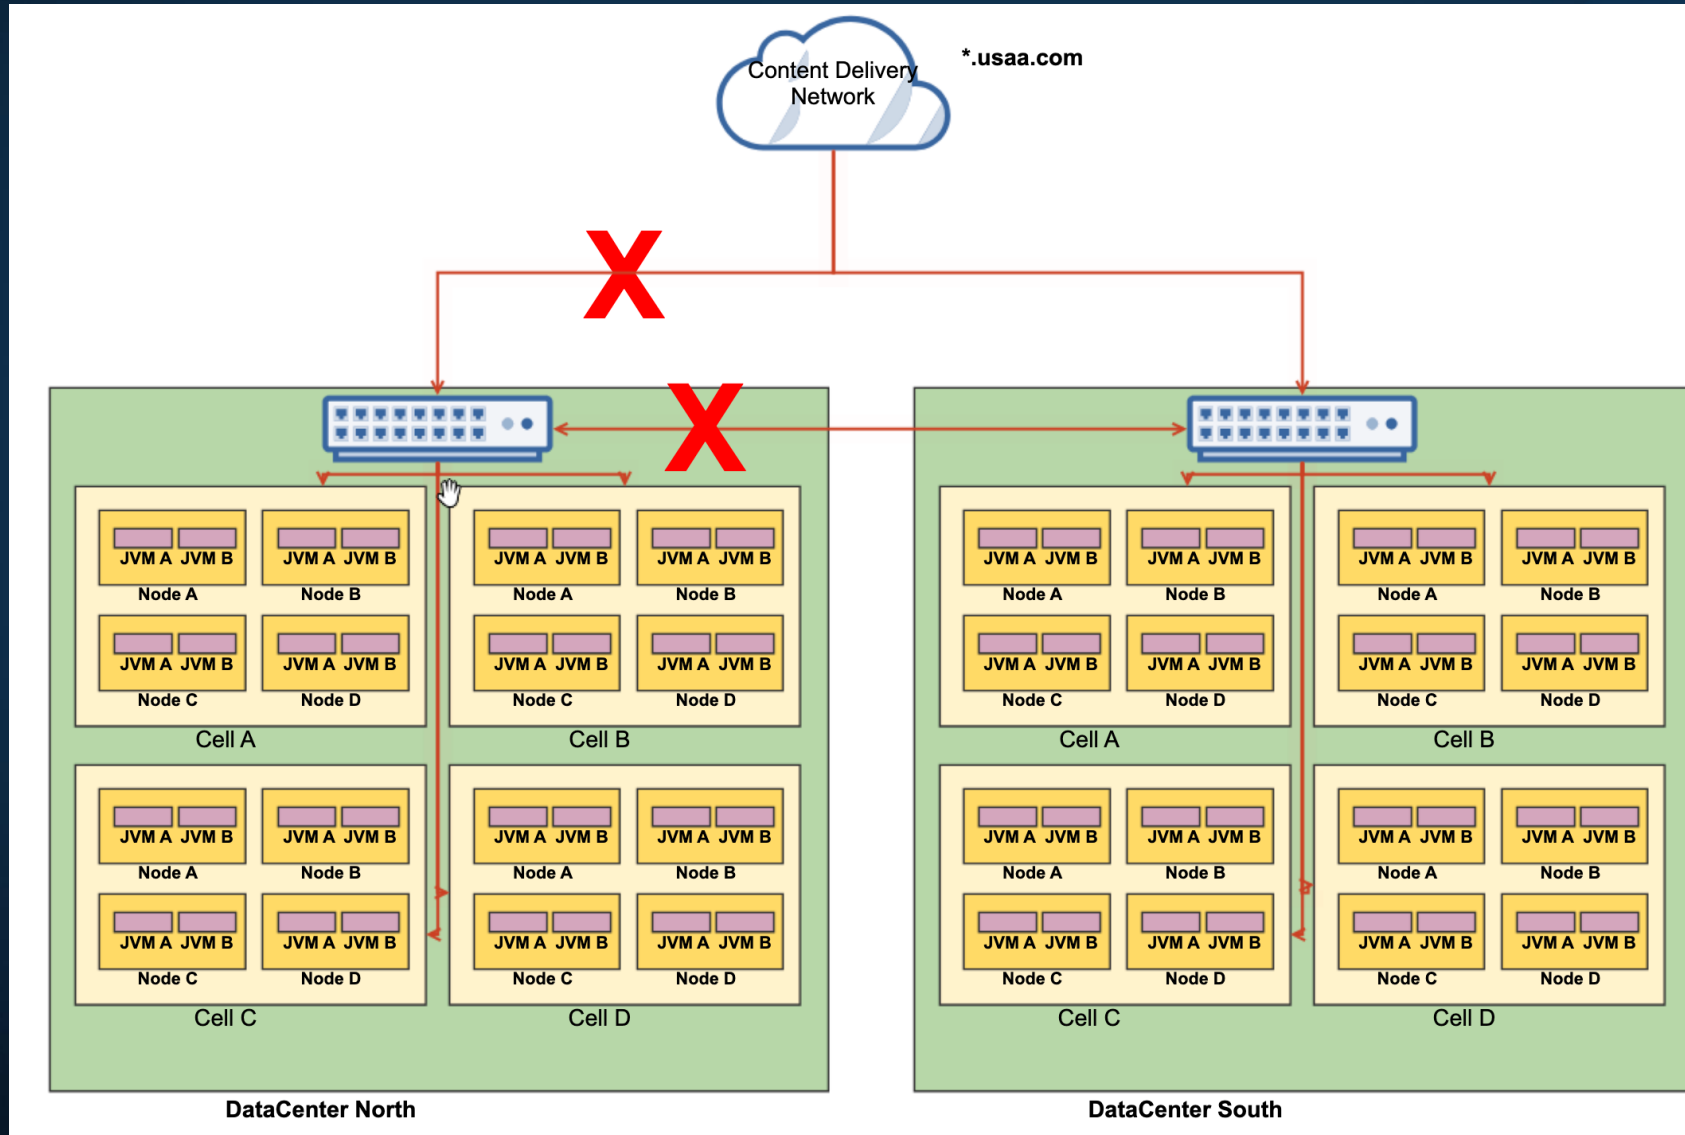 Content Delivery
Network
*.usaa.com
X
X
JVM A JVM B JVM A JVM B JVM A JVM B JVM A JVM B
Node A Node B Node A Node B
JVM A JVM B JVM A JVM B JVM A JVM B JVM A JVM B
Node C Node D Node C Node D
Cell A Cell B
JVM A JVM B JVM A JVM B JVM A JVM B JVM A JVM B
Node A Node B Node A Node B
JVM A JVM B JVM A JVM B JVM A JVM B JVM A JVM B
Node C Node D Node C Node D
Cell C Cell D
DataCenter North
JVM A JVM B JVM A JVM B JVM A JVM B JVM A JVM B
Node A Node B Node A Node B
JVM A JVM B JVM A JVM B JVM A JVM B JVM A JVM B
Node C Node D Node C Node D
Cell A Cell B
JVM A JVM B JVM A JVM B JVM A JVM B JVM A JVM B
Node A Node B Node A Node B
JVM A JVM B JVM A JVM B JVM A JVM B JVM A JVM B
Node C Node D Node C Node D
Cell C Cell D
DataCenter South